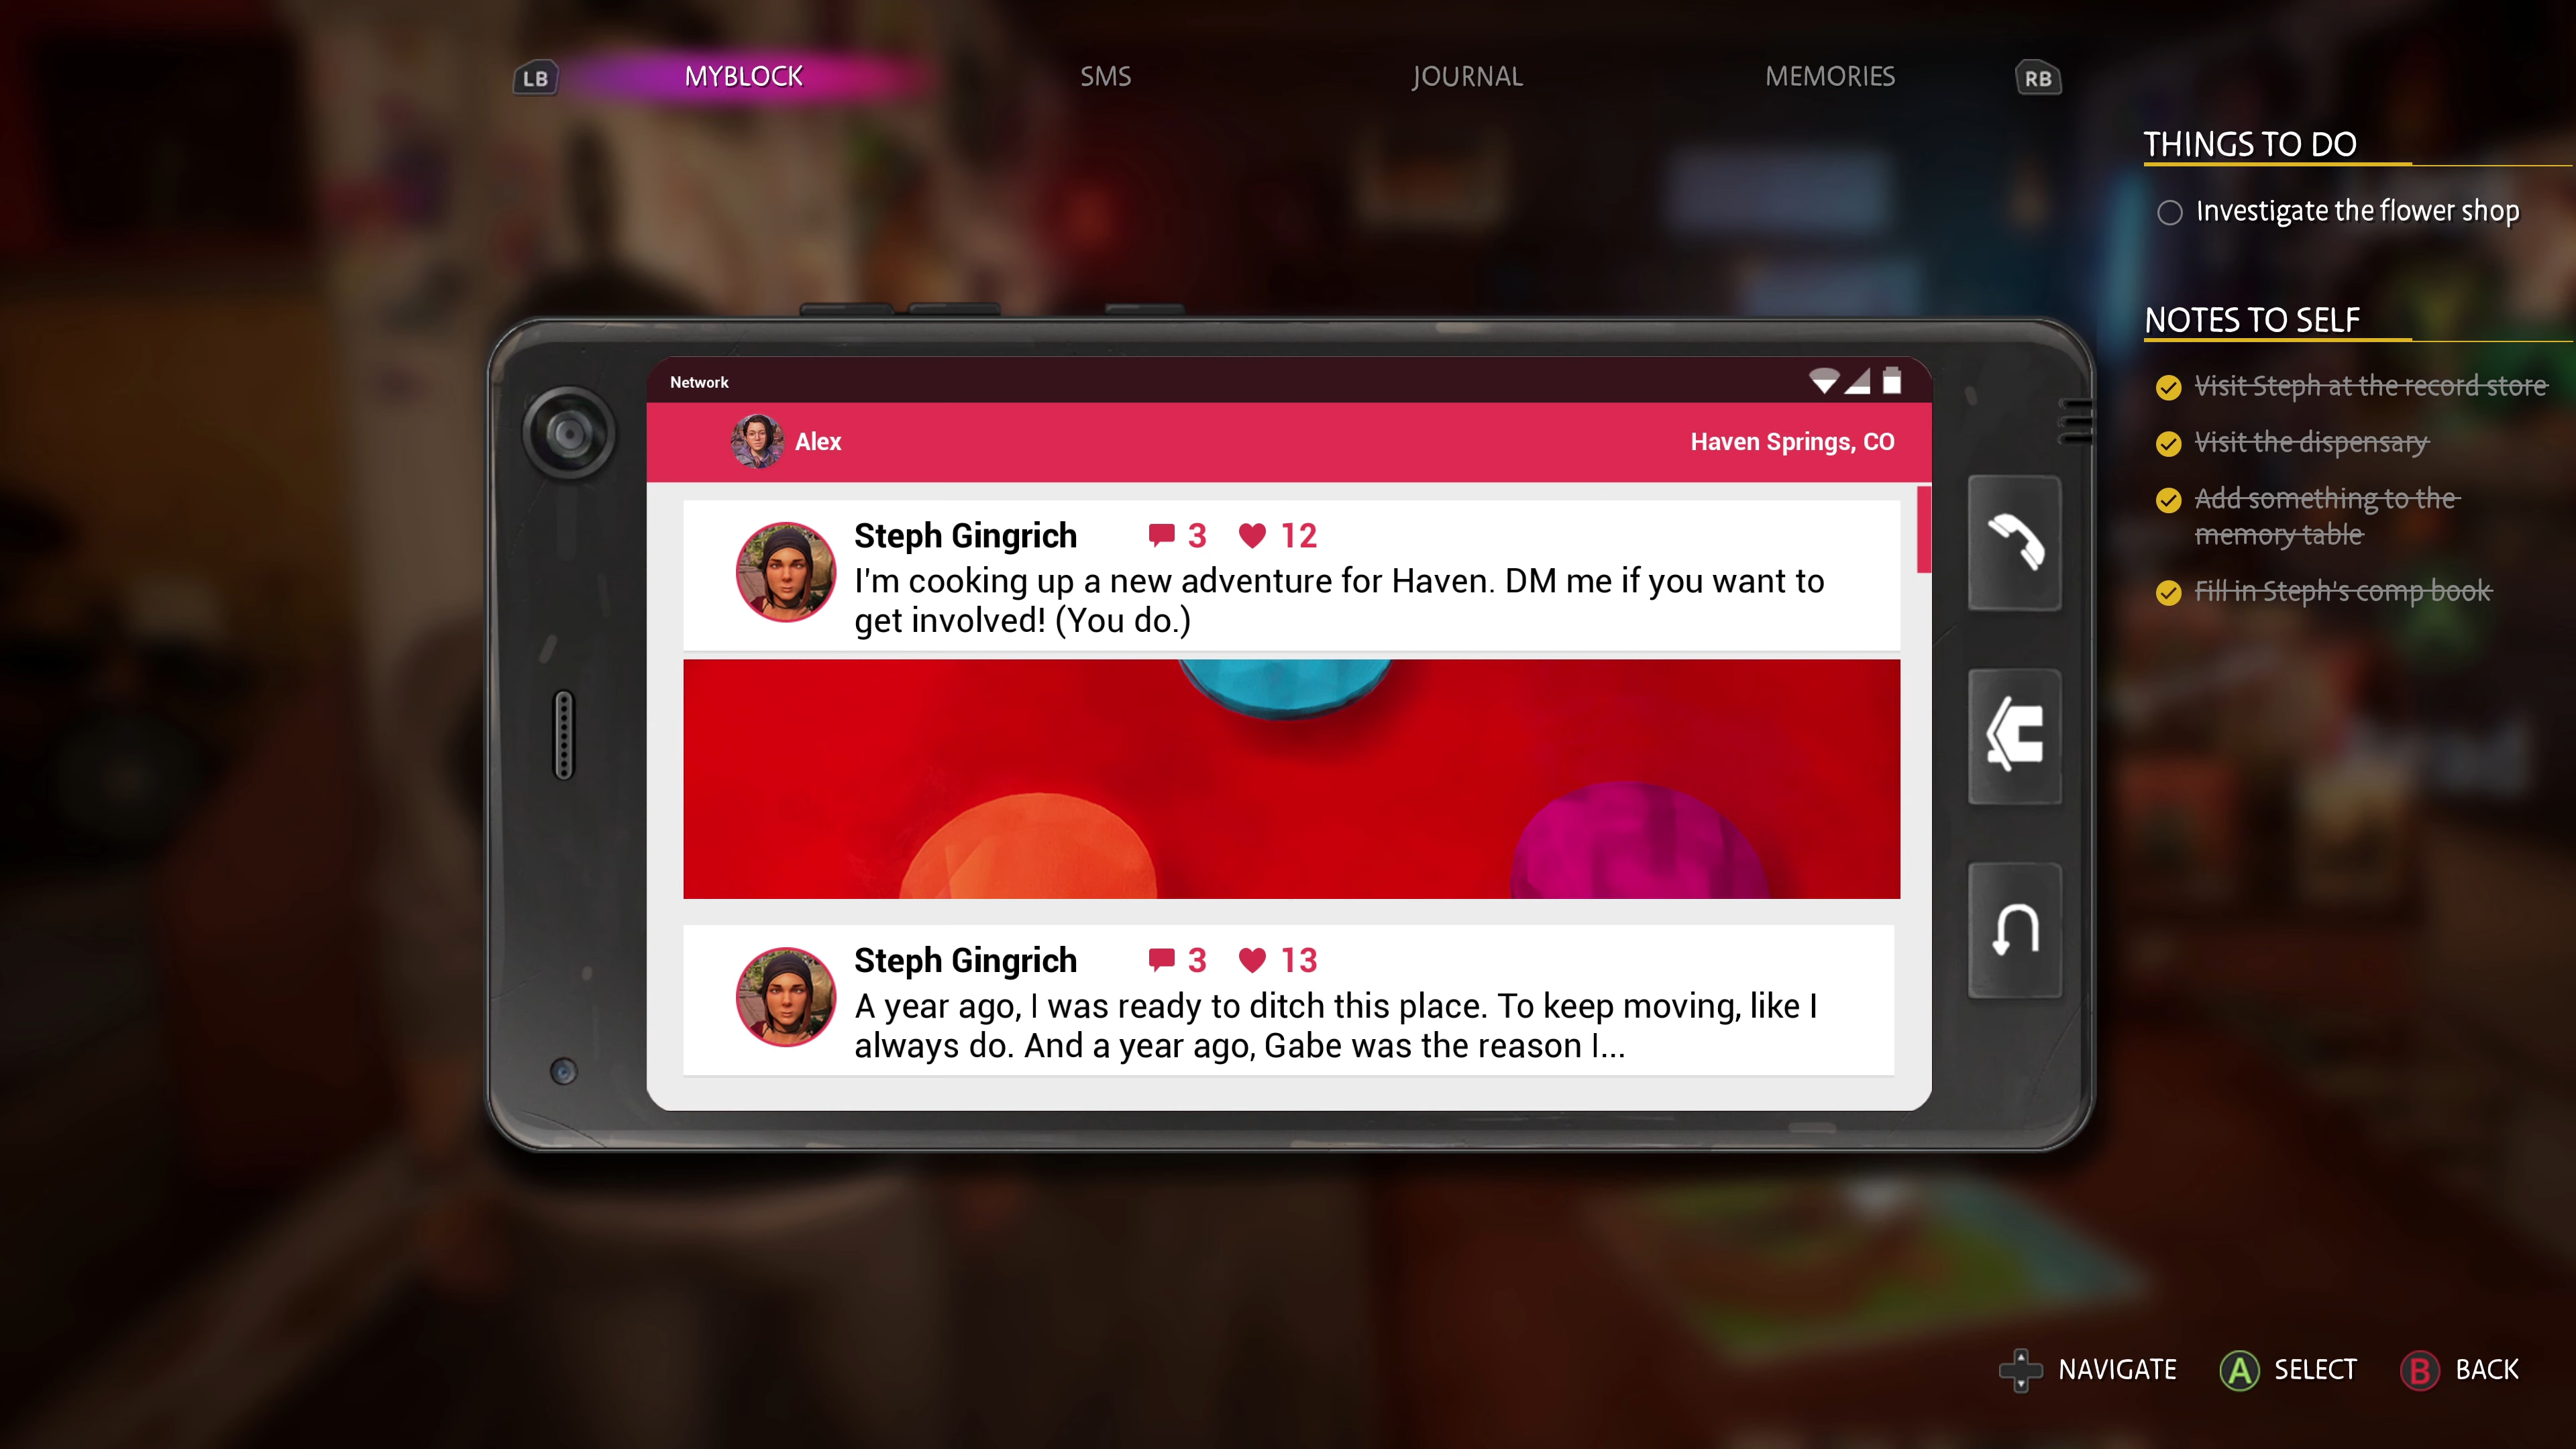 LB
MYBLOCK
SMS
JOURNAL
MEMORIES
RB
THINGS TO DO
Investigate the flower shop
NOTES TO SELF
Visit Steph at the record store
Visit the dispensary
Add something to the
memory table
Fill in Steph's comp book
Network
Alex
Haven Springs, CO
Steph Gingrich 3 12
I'm cooking up a new adventure for Haven. DM me if you want to
get involved! (You do.)
Steph Gingrich 3 13
A year ago, I was ready to ditch this place. To keep moving, like I
always do. And a year ago, Gabe was the reason I...
NAVIGATE
A SELECT
B BACK